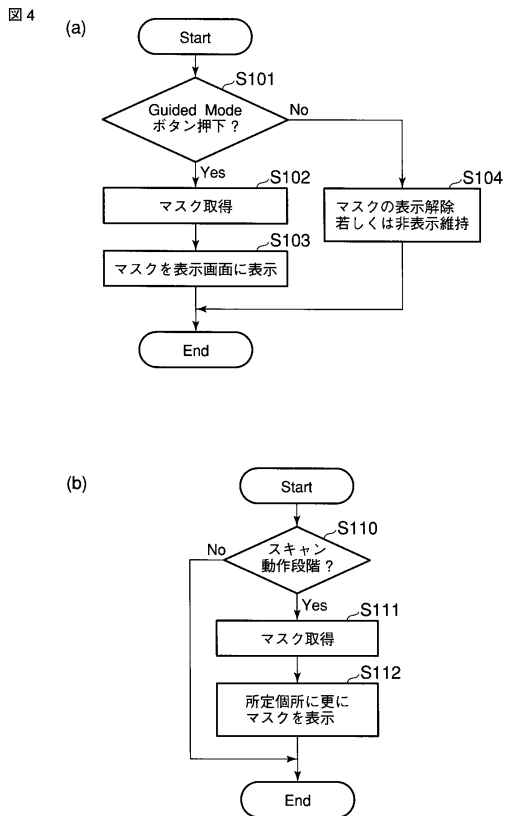 図4
(a)
Start
S101
Guided Mode
ボタン押下？
No
Yes
S102
マスク取得
S104
マスクの表示解除
若しくは非表示維持
S103
マスクを表示画面に表示
End
(b)
Start
S110
スキャン
動作段階？
No
Yes
S111
マスク取得
S112
所定個所に更に
マスクを表示
End